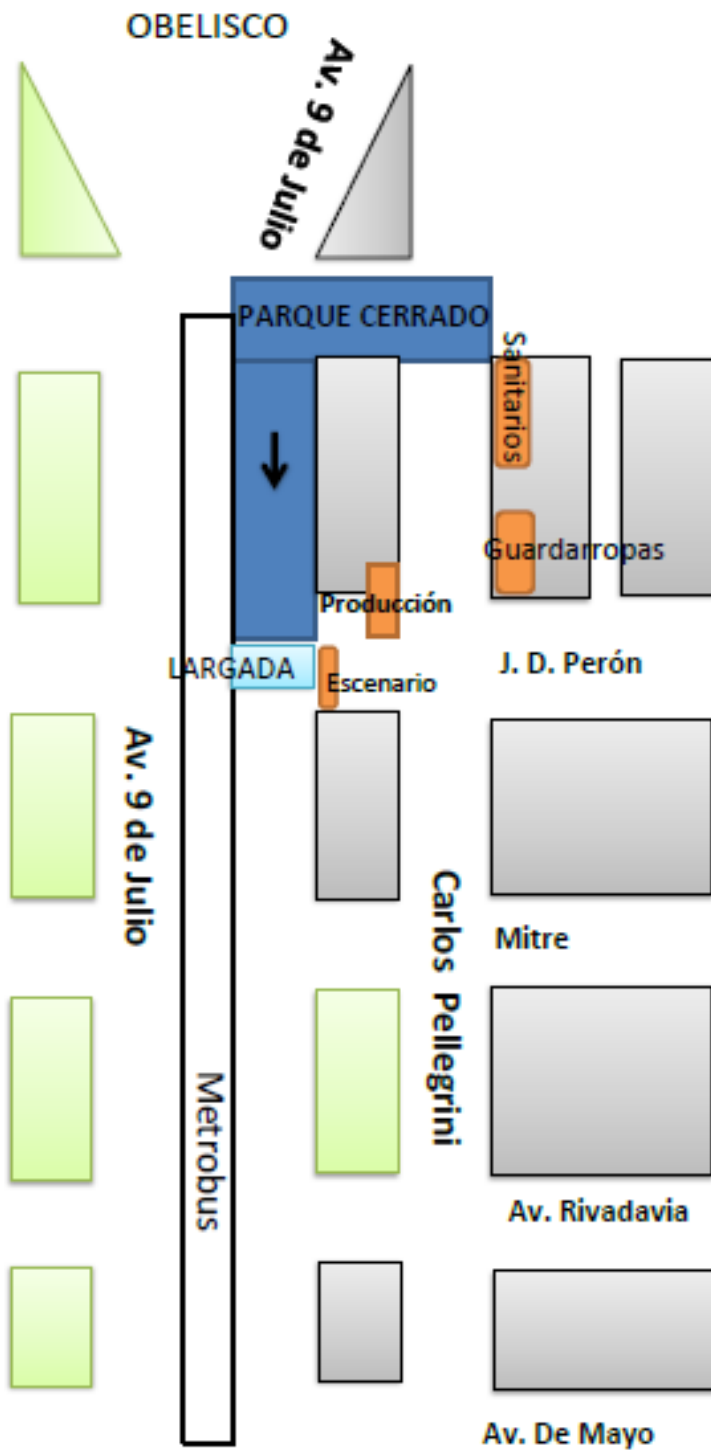 OBELISCO
Av. 9 de Julio
PARQUE CERRADO
Sanitarios
Guardarropas
Producción
J. D. Perón
LARGADA
Escenario
Av. 9 de Julio
Carlos Pellegrini
Mitre
Metrobus
Av. Rivadavia
Av. De Mayo